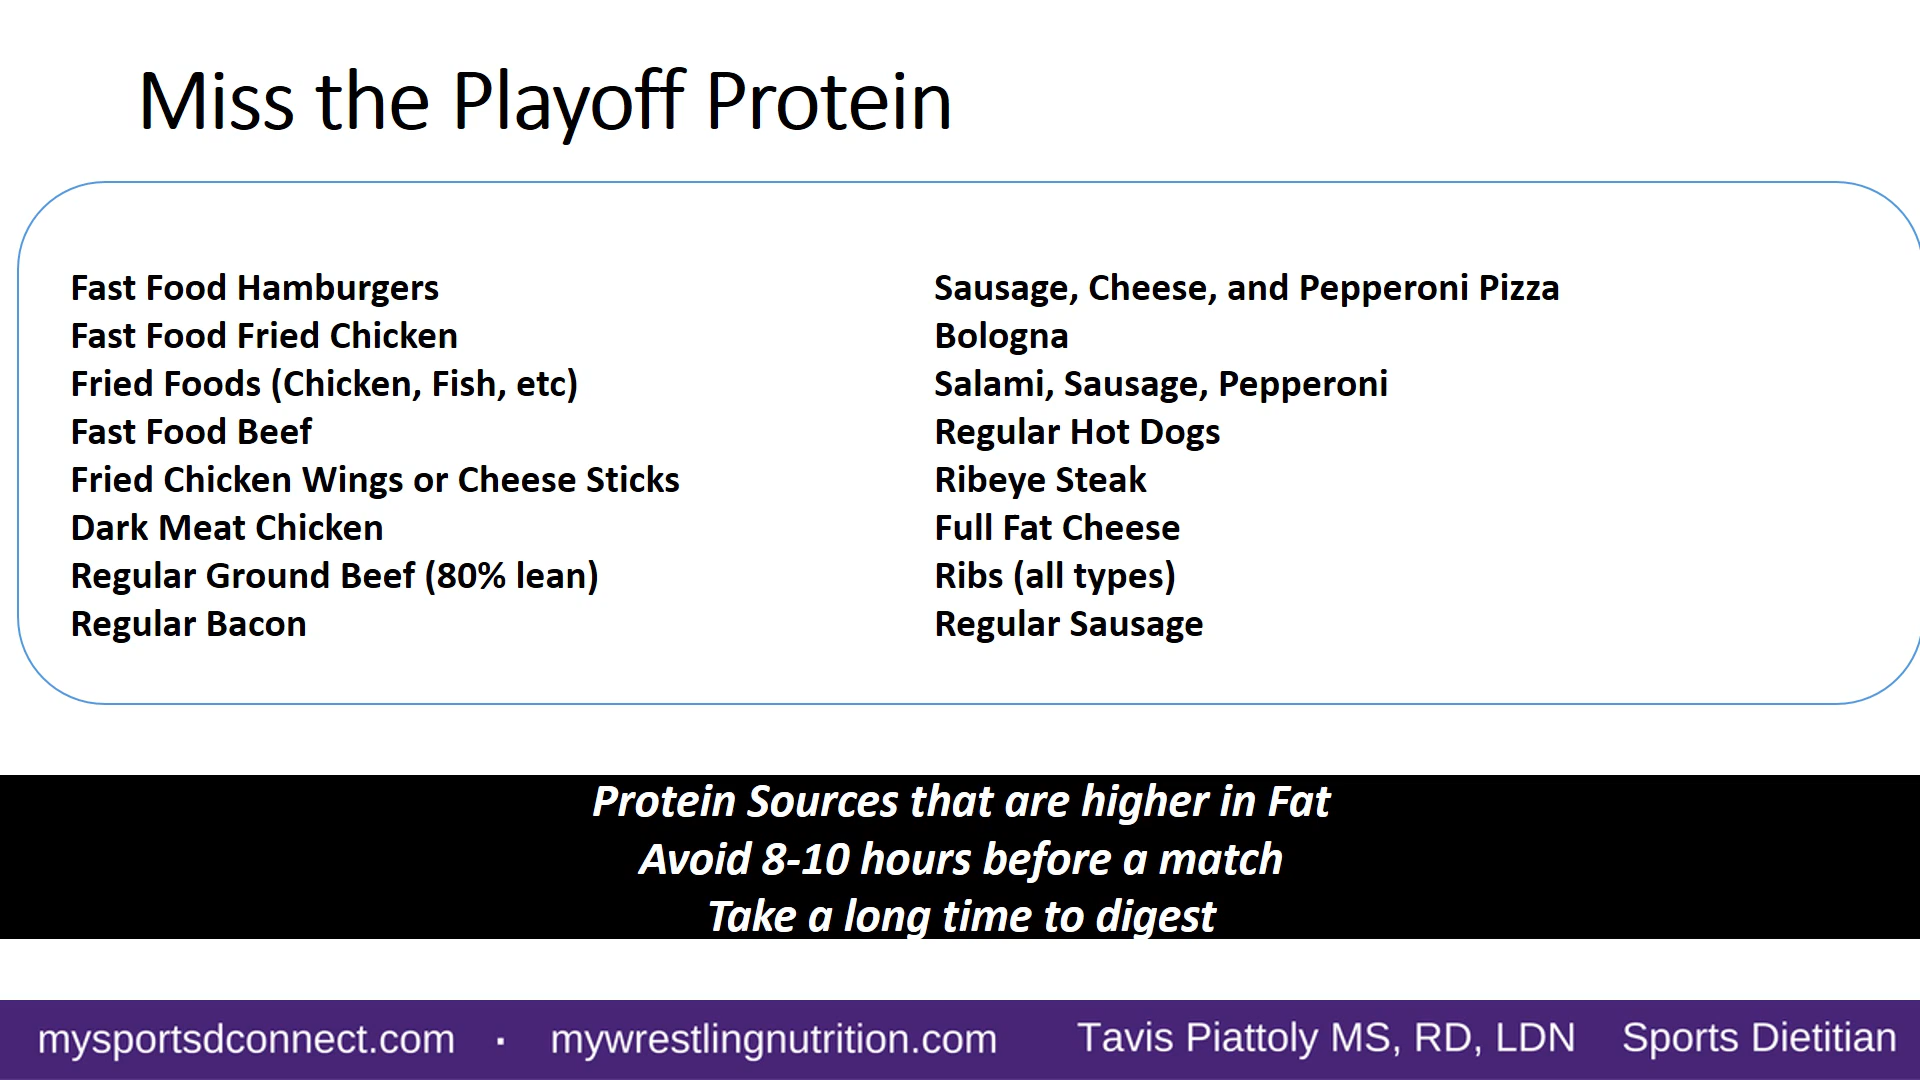 Miss the Playoff Protein
Fast Food Hamburgers
Fast Food Fried Chicken
Fried Foods (Chicken, Fish, etc)
Fast Food Beef
Fried Chicken Wings or Cheese Sticks
Dark Meat Chicken
Regular Ground Beef (80% lean)
Regular Bacon
Sausage, Cheese, and Pepperoni Pizza
Bologna
Salami, Sausage, Pepperoni
Regular Hot Dogs
Ribeye Steak
Full Fat Cheese
Ribs (all types)
Regular Sausage
Protein Sources that are higher in Fat
Avoid 8-10 hours before a match
Take a long time to digest
mysportsdconnect.com · mywrestlingnutrition.com Tavis Piattoly MS, RD, LDN Sports Dietitian